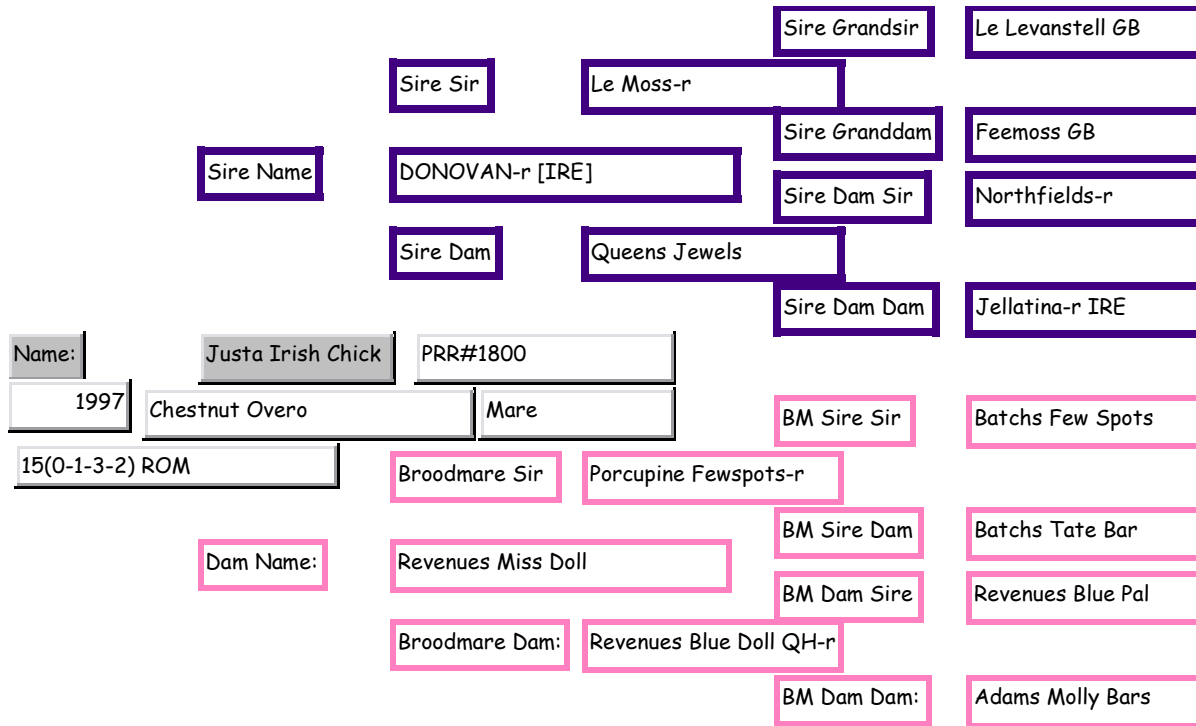 Sire Grandsir Le Levanstell GB
Sire Sir Le Moss-r
Sire Granddam Feemoss GB
Sire Name DONOVAN-r [IRE]
Sire Dam Sir Northfields-r
Sire Dam Queens Jewels
Sire Dam Dam Jellatina-r IRE
Name: Justa Irish Chick PRR#1800
1997 Chestnut Overo Mare
BM Sire Sir Batchs Few Spots
15(0-1-3-2) ROM
Broodmare Sir Porcupine Fewspots-r
BM Sire Dam Batchs Tate Bar
Dam Name: Revenues Miss Doll
BM Dam Sire Revenues Blue Pal
Broodmare Dam: Revenues Blue Doll QH-r
BM Dam Dam: Adams Molly Bars